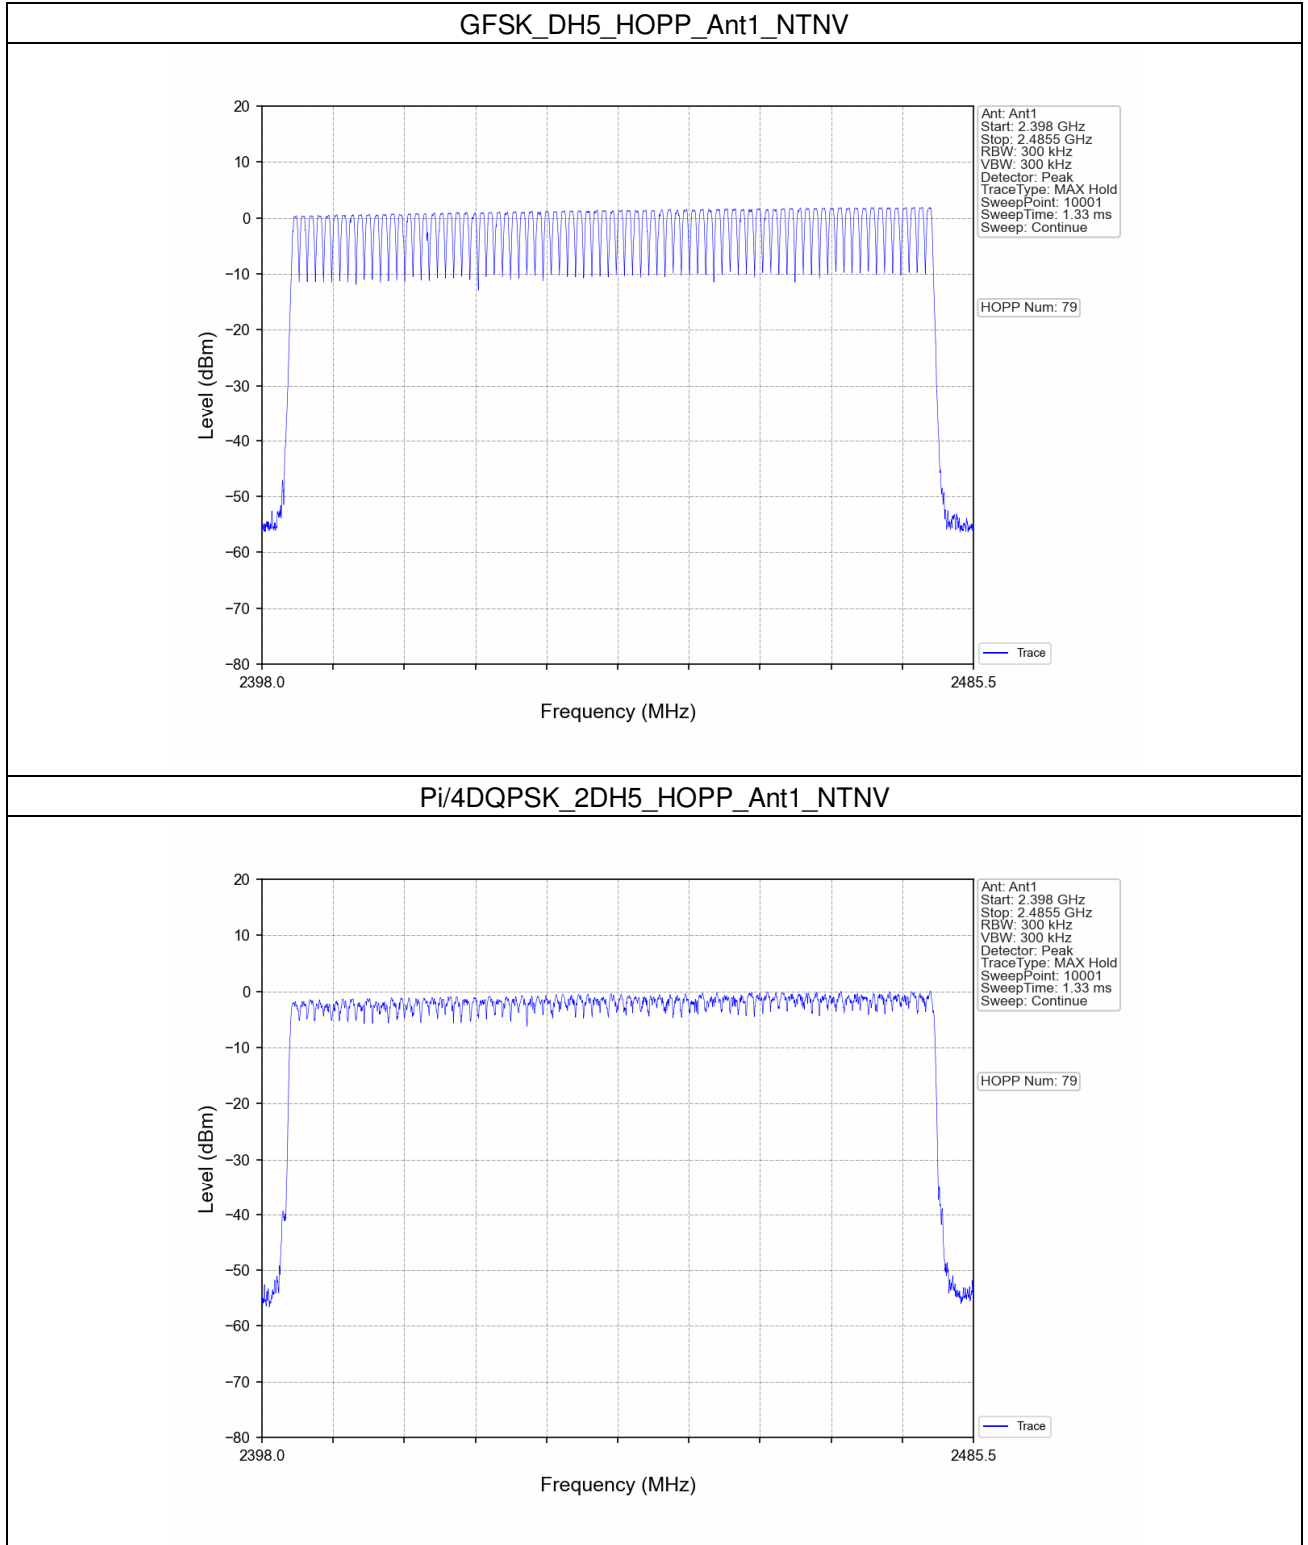 GFSK_DH5_HOPP_Ant1_NTNV
20
10
0
−10
−20
−30
−40
−50
−60
−70
−80
Level (dBm)
2398.0
2485.5
Frequency (MHz)
Ant: Ant1
Start: 2.398 GHz
Stop: 2.4855 GHz
RBW: 300 kHz
VBW: 300 kHz
Detector: Peak
TraceType: MAX Hold
SweepPoint: 10001
SweepTime: 1.33 ms
Sweep: Continue
HOPP Num: 79
Trace
Pi/4DQPSK_2DH5_HOPP_Ant1_NTNV
20
10
0
−10
−20
−30
−40
−50
−60
−70
−80
Level (dBm)
2398.0
2485.5
Frequency (MHz)
Ant: Ant1
Start: 2.398 GHz
Stop: 2.4855 GHz
RBW: 300 kHz
VBW: 300 kHz
Detector: Peak
TraceType: MAX Hold
SweepPoint: 10001
SweepTime: 1.33 ms
Sweep: Continue
HOPP Num: 79
Trace